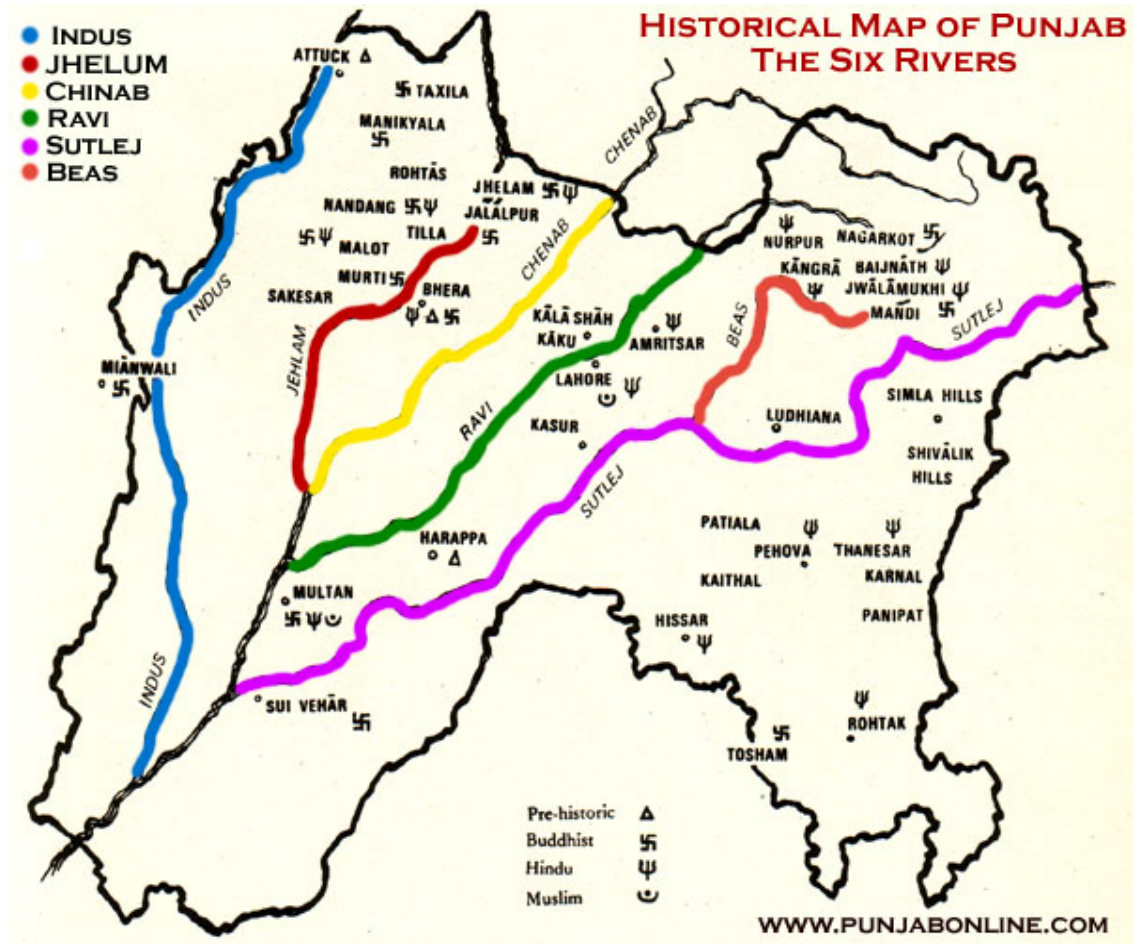 HISTORICAL MAP OF PUNJAB
THE SIX RIVERS
INDUS
JHELUM
CHINAB
RAVI
SUTLEJ
BEAS
ATTUCK
TAXILA
MANIKYALA
ROHTĀS
JHELAM
NANDANG
JALĀLPUR
TILLA
MALOT
MURTI
BHERA
SAKESAR
INDUS
JEHLAM
CHENAB
CHENAB
MIĀNWALI
NURPUR
NAGARKOT
KĀNGRĀ
BAIJNĀTH
JWĀLĀMUKHI
MANDI
SUTLEJ
BEAS
KĀLĀ SHĀH
KĀKU
AMRITSAR
LAHORE
RAVI
KASUR
LUDHIANA
SIMLA HILLS
SHIVĀLIK
HILLS
SUTLEJ
HARAPPA
PATIALA
PEHOVA
THANESAR
KAITHAL
KARNAL
PANIPAT
MULTAN
HISSAR
INDUS
SUI VEHĀR
ROHTAK
TOSHAM
Pre-historic
Buddhist
Hindu
Muslim
WWW.PUNJABONLINE.COM